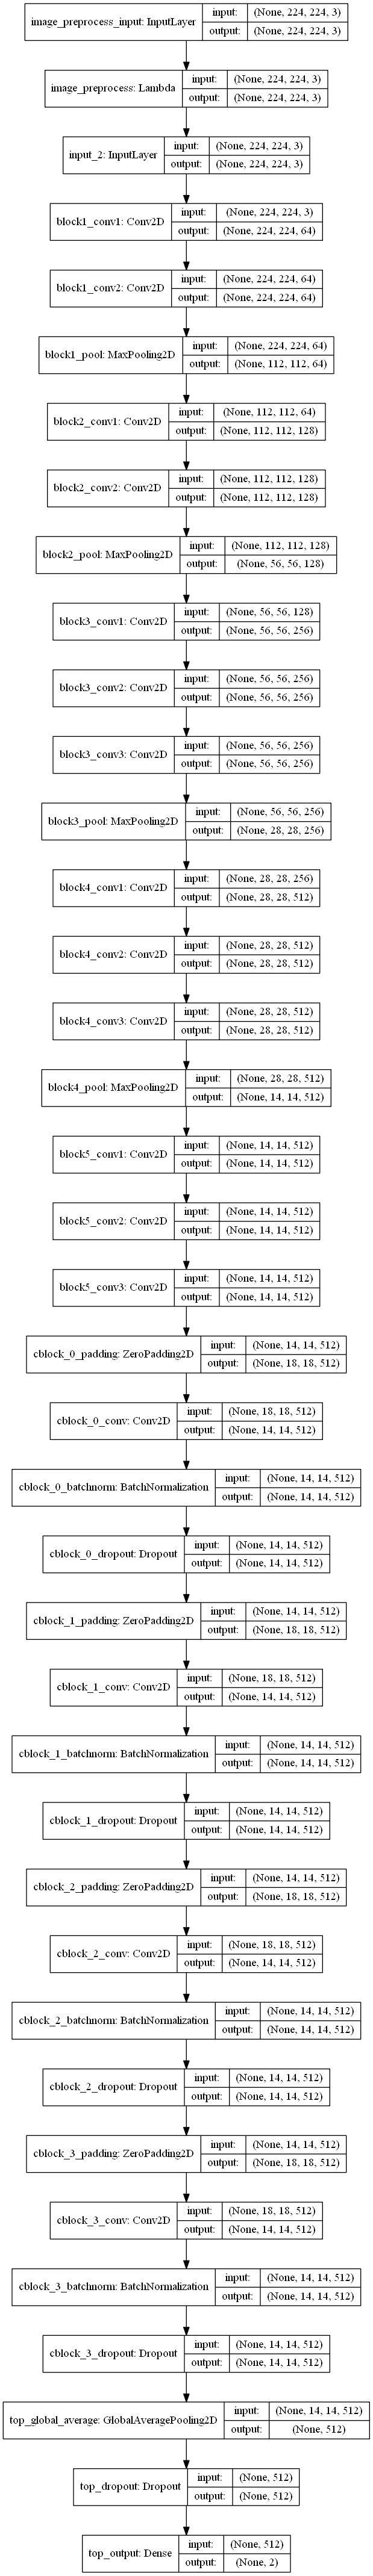 image_preprocess_input: InputLayer
input: (None, 224, 224, 3)
output: (None, 224, 224, 3)
image_preprocess: Lambda
input: (None, 224, 224, 3)
output: (None, 224, 224, 3)
input_2: InputLayer
input: (None, 224, 224, 3)
output: (None, 224, 224, 3)
block1_conv1: Conv2D
input: (None, 224, 224, 3)
output: (None, 224, 224, 64)
block1_conv2: Conv2D
input: (None, 224, 224, 64)
output: (None, 224, 224, 64)
block1_pool: MaxPooling2D
input: (None, 224, 224, 64)
output: (None, 112, 112, 64)
block2_conv1: Conv2D
input: (None, 112, 112, 64)
output: (None, 112, 112, 128)
block2_conv2: Conv2D
input: (None, 112, 112, 128)
output: (None, 112, 112, 128)
block2_pool: MaxPooling2D
input: (None, 112, 112, 128)
output: (None, 56, 56, 128)
block3_conv1: Conv2D
input: (None, 56, 56, 128)
output: (None, 56, 56, 256)
block3_conv2: Conv2D
input: (None, 56, 56, 256)
output: (None, 56, 56, 256)
block3_conv3: Conv2D
input: (None, 56, 56, 256)
output: (None, 56, 56, 256)
block3_pool: MaxPooling2D
input: (None, 56, 56, 256)
output: (None, 28, 28, 256)
block4_conv1: Conv2D
input: (None, 28, 28, 256)
output: (None, 28, 28, 512)
block4_conv2: Conv2D
input: (None, 28, 28, 512)
output: (None, 28, 28, 512)
block4_conv3: Conv2D
input: (None, 28, 28, 512)
output: (None, 28, 28, 512)
block4_pool: MaxPooling2D
input: (None, 28, 28, 512)
output: (None, 14, 14, 512)
block5_conv1: Conv2D
input: (None, 14, 14, 512)
output: (None, 14, 14, 512)
block5_conv2: Conv2D
input: (None, 14, 14, 512)
output: (None, 14, 14, 512)
block5_conv3: Conv2D
input: (None, 14, 14, 512)
output: (None, 14, 14, 512)
cblock_0_padding: ZeroPadding2D
input: (None, 14, 14, 512)
output: (None, 18, 18, 512)
cblock_0_conv: Conv2D
input: (None, 18, 18, 512)
output: (None, 14, 14, 512)
cblock_0_batchnorm: BatchNormalization
input: (None, 14, 14, 512)
output: (None, 14, 14, 512)
cblock_0_dropout: Dropout
input: (None, 14, 14, 512)
output: (None, 14, 14, 512)
cblock_1_padding: ZeroPadding2D
input: (None, 14, 14, 512)
output: (None, 18, 18, 512)
cblock_1_conv: Conv2D
input: (None, 18, 18, 512)
output: (None, 14, 14, 512)
cblock_1_batchnorm: BatchNormalization
input: (None, 14, 14, 512)
output: (None, 14, 14, 512)
cblock_1_dropout: Dropout
input: (None, 14, 14, 512)
output: (None, 14, 14, 512)
cblock_2_padding: ZeroPadding2D
input: (None, 14, 14, 512)
output: (None, 18, 18, 512)
cblock_2_conv: Conv2D
input: (None, 18, 18, 512)
output: (None, 14, 14, 512)
cblock_2_batchnorm: BatchNormalization
input: (None, 14, 14, 512)
output: (None, 14, 14, 512)
cblock_2_dropout: Dropout
input: (None, 14, 14, 512)
output: (None, 14, 14, 512)
cblock_3_padding: ZeroPadding2D
input: (None, 14, 14, 512)
output: (None, 18, 18, 512)
cblock_3_conv: Conv2D
input: (None, 18, 18, 512)
output: (None, 14, 14, 512)
cblock_3_batchnorm: BatchNormalization
input: (None, 14, 14, 512)
output: (None, 14, 14, 512)
cblock_3_dropout: Dropout
input: (None, 14, 14, 512)
output: (None, 14, 14, 512)
top_global_average: GlobalAveragePooling2D
input: (None, 14, 14, 512)
output: (None, 512)
top_dropout: Dropout
input: (None, 512)
output: (None, 512)
top_output: Dense
input: (None, 512)
output: (None, 2)